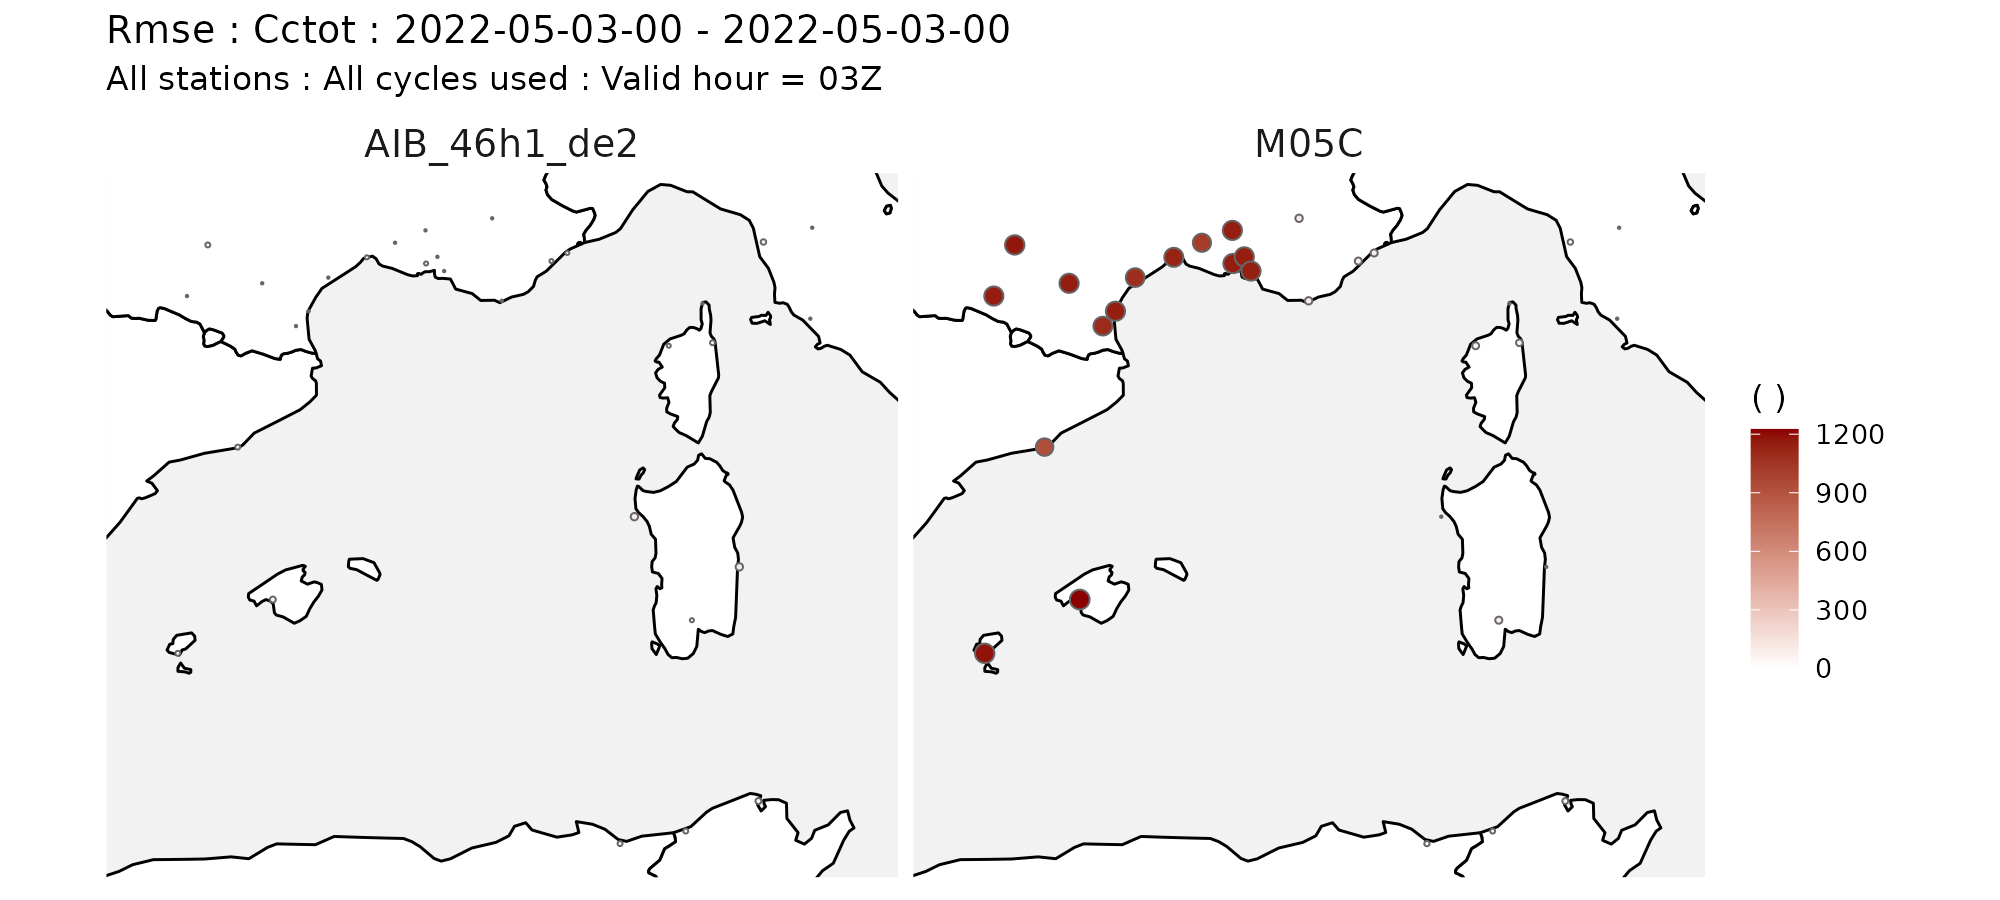 Rmse : Cctot : 2022-05-03-00 - 2022-05-03-00
All stations : All cycles used : Valid hour = 03Z
AIB_46h1_de2
M05C
( )
1200
900
600
300
0